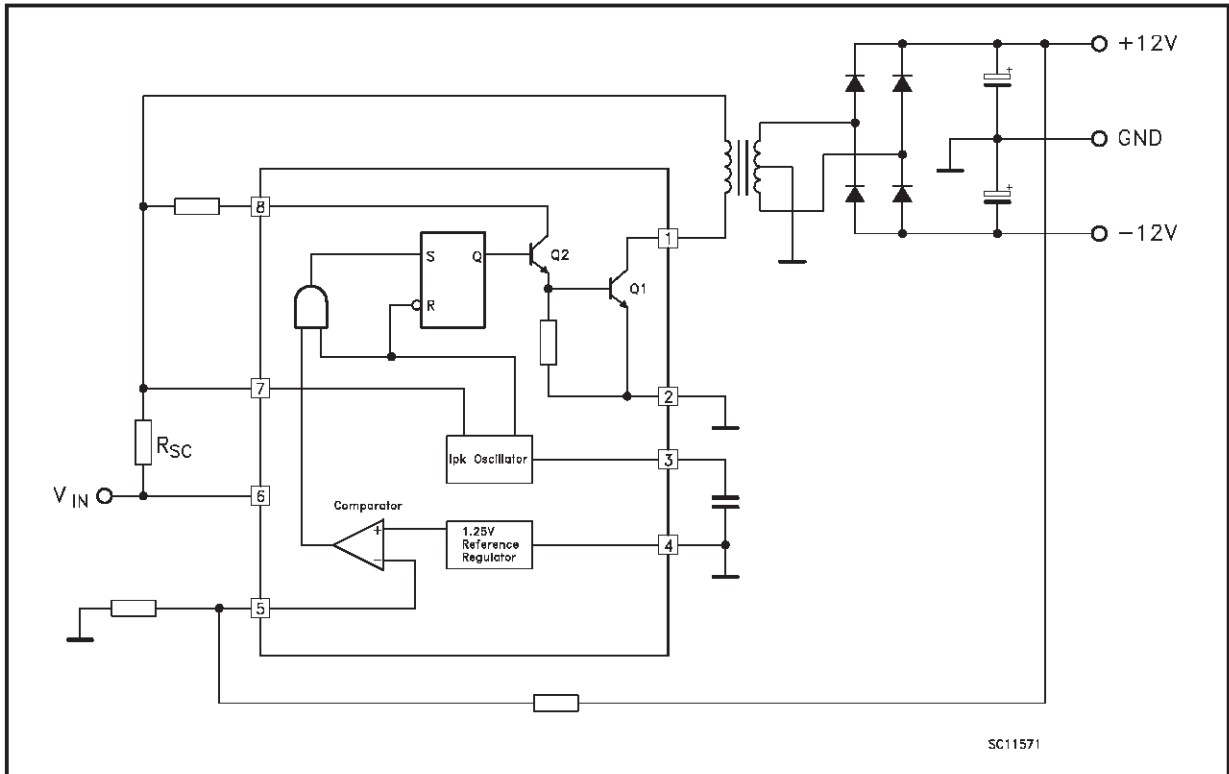 +12V
GND
-12V
8
1
S
Q
Q2
R
Q1
7
2
RSC
Ipk Oscillator
3
VIN
6
Comparator
+
-
1.25V
Reference
Regulator
4
5
+
+
SC11571